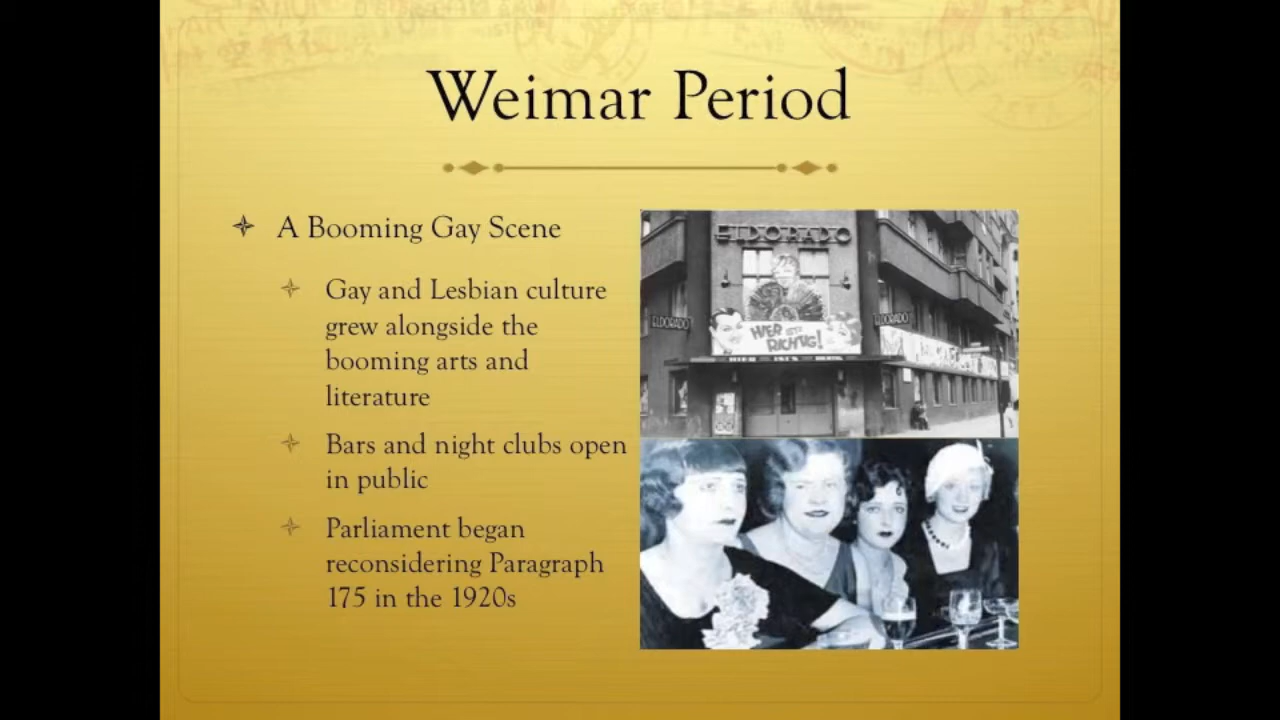 Weimar Period
A Booming Gay Scene
Gay and Lesbian culture
grew alongside the
booming arts and
literature
Bars and night clubs open
in public
Parliament began
reconsidering Paragraph
175 in the 1920s
ELDORADO
ELDORADO
ELDORADO
HIER IST'S
RICHTIG!